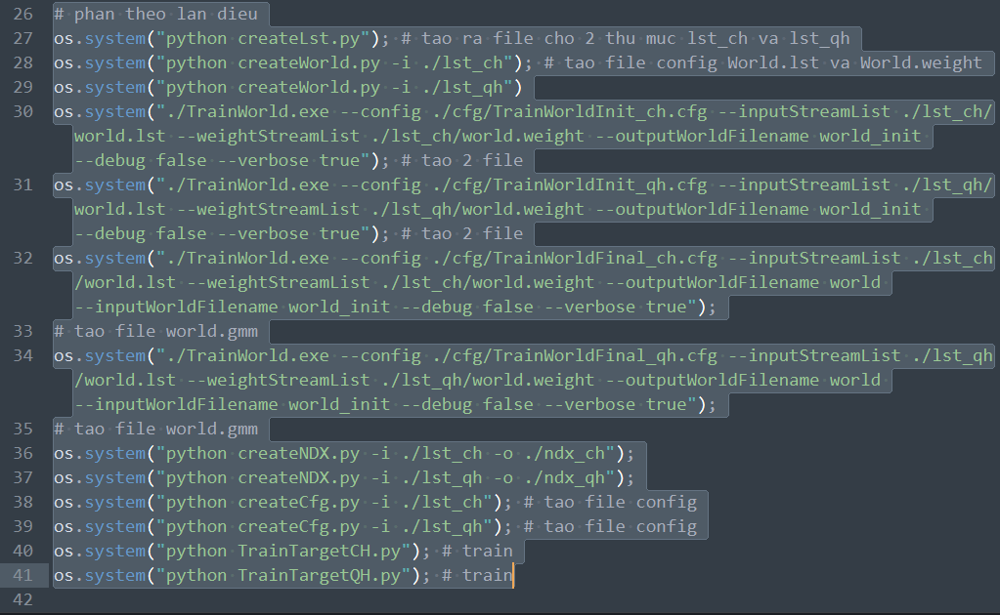 26 # phan theo lan dieu
27 os.system("python createLst.py"); # tao ra file cho 2 thu muc lst_ch va lst_qh
28 os.system("python createWorld.py -i ./lst_ch"); # tao file config World.lst va World.weight
29 os.system("python createWorld.py -i ./lst_qh")
30 os.system("./TrainWorld.exe --config ./cfg/TrainWorldInit_ch.cfg --inputStreamList ./lst_ch/
world.lst --weightStreamList ./lst_ch/world.weight --outputWorldFilename world_init
--debug false --verbose true"); # tao 2 file
31 os.system("./TrainWorld.exe --config ./cfg/TrainWorldInit_qh.cfg --inputStreamList ./lst_qh/
world.lst --weightStreamList ./lst_qh/world.weight --outputWorldFilename world_init
--debug false --verbose true"); # tao 2 file
32 os.system("./TrainWorld.exe --config ./cfg/TrainWorldFinal_ch.cfg --inputStreamList ./lst_ch
/world.lst --weightStreamList ./lst_ch/world.weight --outputWorldFilename world
--inputWorldFilename world_init --debug false --verbose true");
33 # tao file world.gmm
34 os.system("./TrainWorld.exe --config ./cfg/TrainWorldFinal_qh.cfg --inputStreamList ./lst_qh
/world.lst --weightStreamList ./lst_qh/world.weight --outputWorldFilename world
--inputWorldFilename world_init --debug false --verbose true");
35 # tao file world.gmm
36 os.system("python createNDX.py -i ./lst_ch -o ./ndx_ch");
37 os.system("python createNDX.py -i ./lst_qh -o ./ndx_qh");
38 os.system("python createCfg.py -i ./lst_ch"); # tao file config
39 os.system("python createCfg.py -i ./lst_qh"); # tao file config
40 os.system("python TrainTargetCH.py"); # train
41 os.system("python TrainTargetQH.py"); # train
42